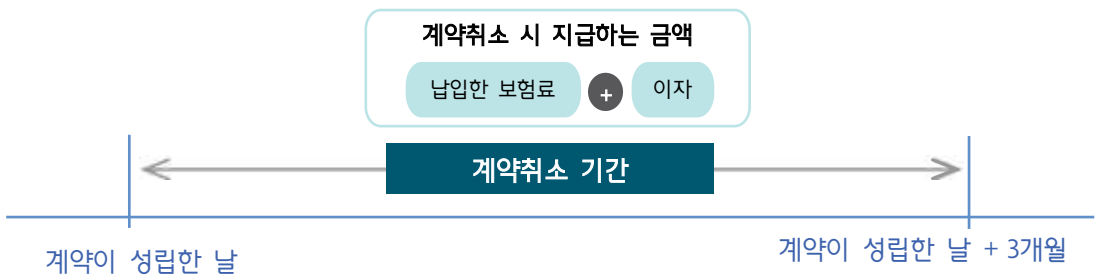 계약취소 시 지급하는 금액
납입한 보험료 + 이자
계약취소 기간
계약이 성립한 날
계약이 성립한 날 + 3개월